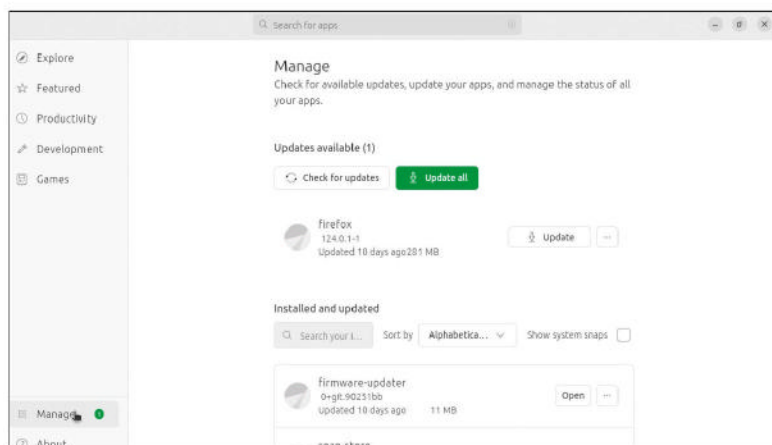 Search for apps
Explore
Featured
Productivity
Development
Games
Manage
1
About
Manage
Check for available updates, update your apps, and manage the status of all
your apps.
Updates available (1)
Check for updates
Update all
firefox
124.0.1-1
Updated 10 days ago281 MB
Update
Installed and updated
Search your i...
Sort by
Alphabetica...
Show system snaps
firmware-updater
0+git.90251bb
Updated 10 days ago 11 MB
Open